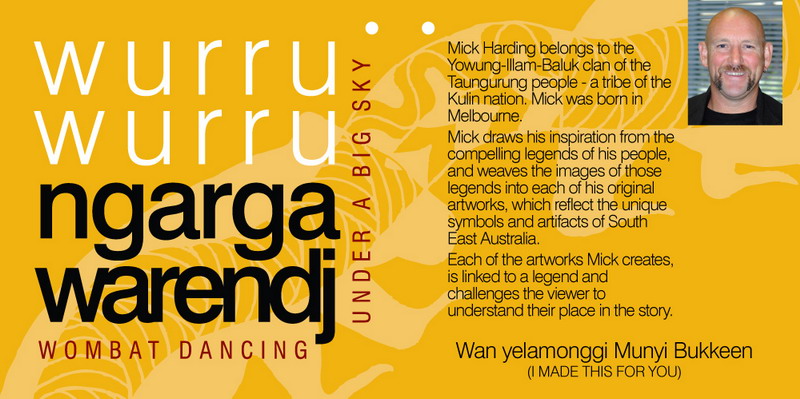 wurru
wurru
ngarga
warendj
WOMBAT DANCING
UNDER A BIG SKY
Mick Harding belongs to the
Yowung-Illam-Baluk clan of the
Taungurung people - a tribe of the
Kulin nation. Mick was born in
Melbourne.
Mick draws his inspiration from the
compelling legends of his people,
and weaves the images of those
legends into each of his original
artworks, which reflect the unique
symbols and artifacts of South
East Australia.
Each of the artworks Mick creates,
is linked to a legend and
challenges the viewer to
understand their place in the story.
Wan yelamonggi Munyi Bukkeen
(I MADE THIS FOR YOU)